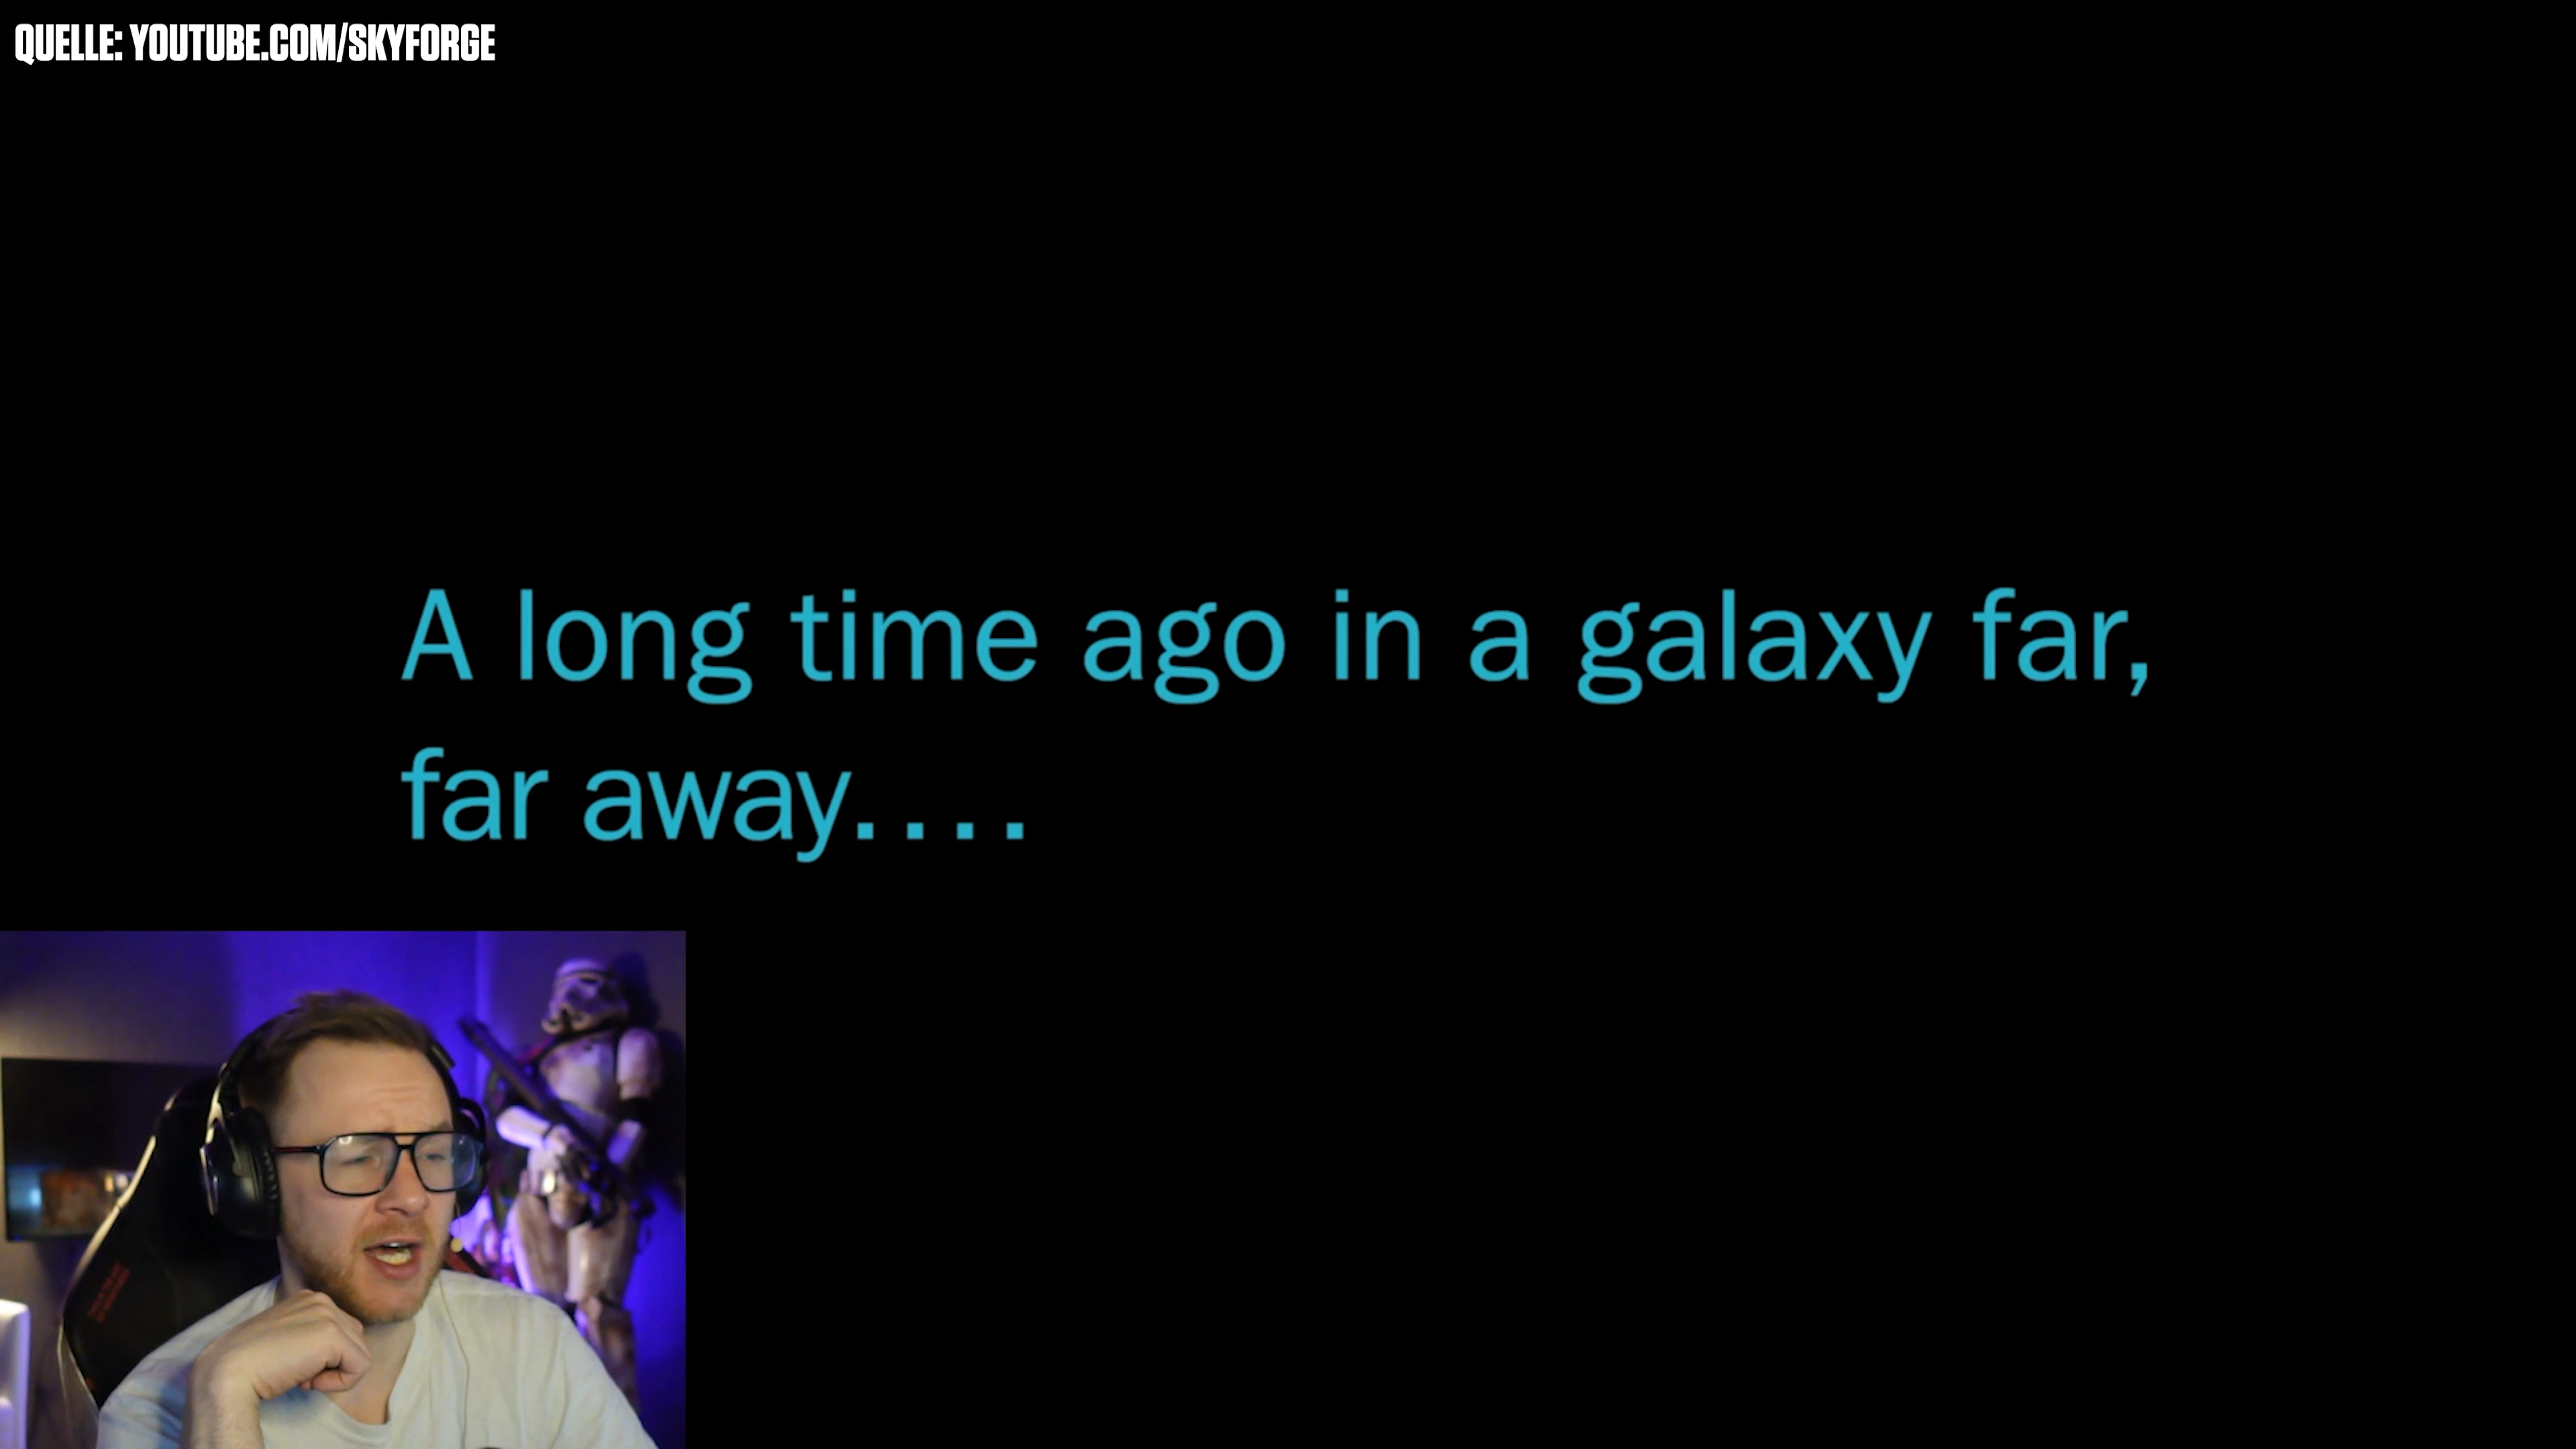 QUELLE: YOUTUBE.COM/SKYFORGE
A long time ago in a galaxy far,
far away....